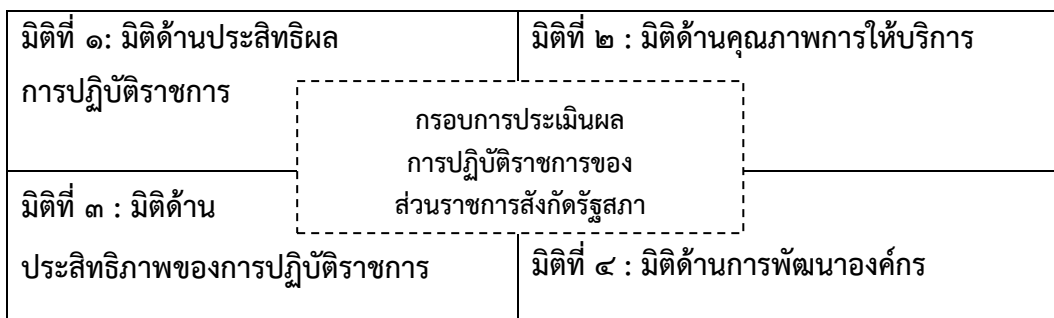 มิติที่ ๑: มิติด้านประสิทธิผล
การปฏิบัติราชการ
มิติที่ ๒ : มิติด้านคุณภาพการให้บริการ
กรอบการประเมินผล
การปฏิบัติราชการของ
ส่วนราชการสังกัดรัฐสภา
มิติที่ ๓ : มิติด้าน
ประสิทธิภาพของการปฏิบัติราชการ
มิติที่ ๔ : มิติด้านการพัฒนาองค์กร